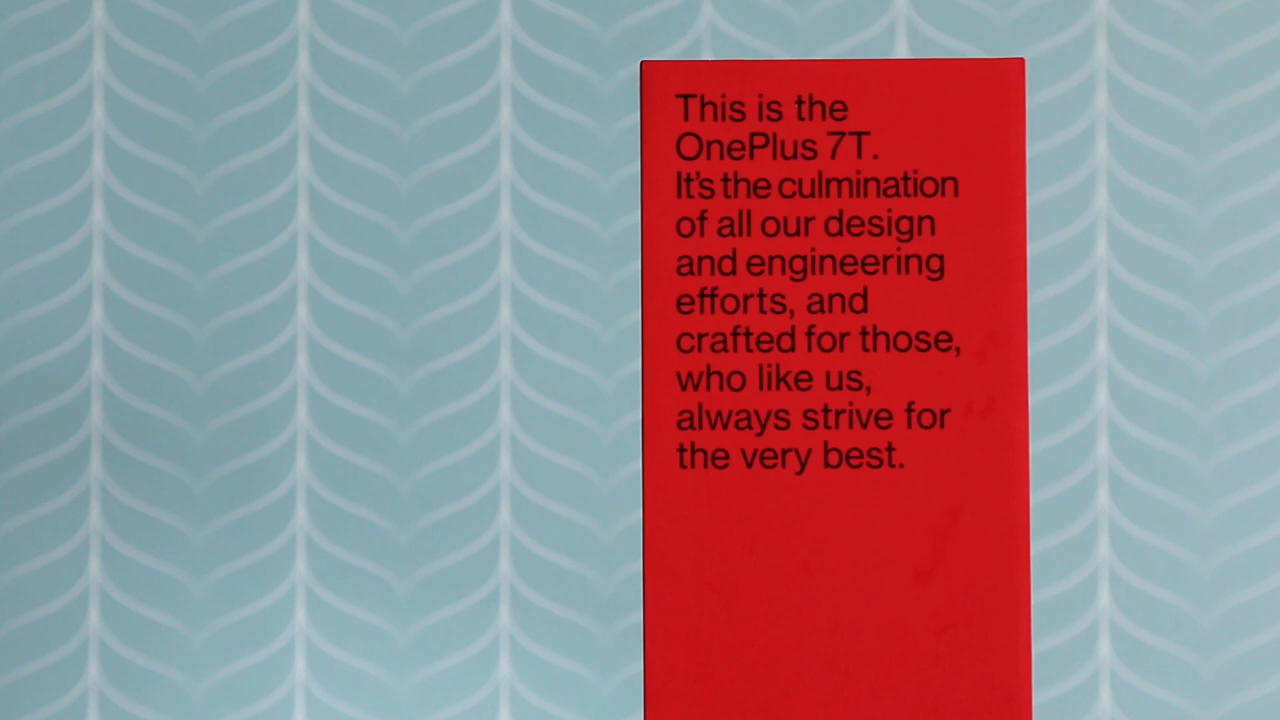 This is the
OnePlus 7T.
It's the culmination
of all our design
and engineering
efforts, and
crafted for those,
who like us,
always strive for
the very best.